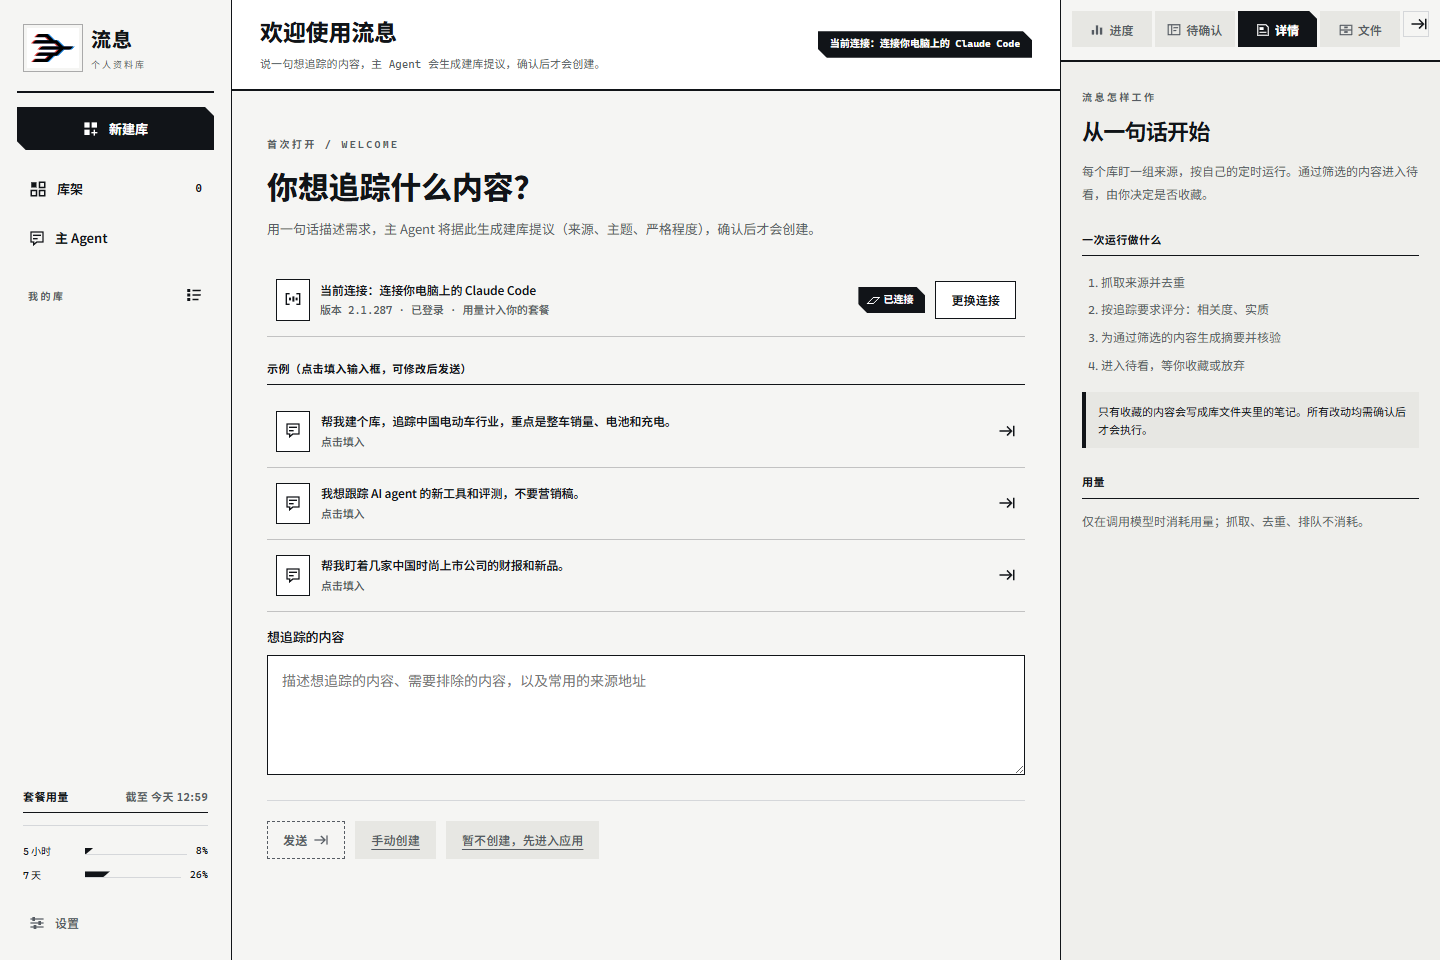 流息
个人资料库
新建库
库架 0
主 Agent
我的库
套餐用量 截至 今天 12:59
5 小时 8%
7 天 26%
设置
欢迎使用流息
说一句想追踪的内容，主 Agent 会生成建库提议，确认后才会创建。
当前连接：连接你电脑上的 Claude Code
首次打开 / WELCOME
你想追踪什么内容？
用一句话描述需求，主 Agent 将据此生成建库提议（来源、主题、严格程度），确认后才会创建。
当前连接：连接你电脑上的 Claude Code
版本 2.1.287 · 已登录 · 用量计入你的套餐
已连接
更换连接
示例（点击填入输入框，可修改后发送）
帮我建个库，追踪中国电动车行业，重点是整车销量、电池和充电。
点击填入
我想跟踪 AI agent 的新工具和评测，不要营销稿。
点击填入
帮我盯着几家中国时尚上市公司的财报和新品。
点击填入
想追踪的内容
描述想追踪的内容、需要排除的内容，以及常用的来源地址
发送
手动创建
暂不创建，先进入应用
进度
待确认
详情
文件
流息怎样工作
从一句话开始
每个库盯一组来源，按自己的定时运行。通过筛选的内容进入待
看，由你决定是否收藏。
一次运行做什么
1. 抓取来源并去重
2. 按追踪要求评分：相关度、实质
3. 为通过筛选的内容生成摘要并核验
4. 进入待看，等你收藏或放弃
只有收藏的内容会写成库文件夹里的笔记。所有改动均需确认后
才会执行。
用量
仅在调用模型时消耗用量；抓取、去重、排队不消耗。